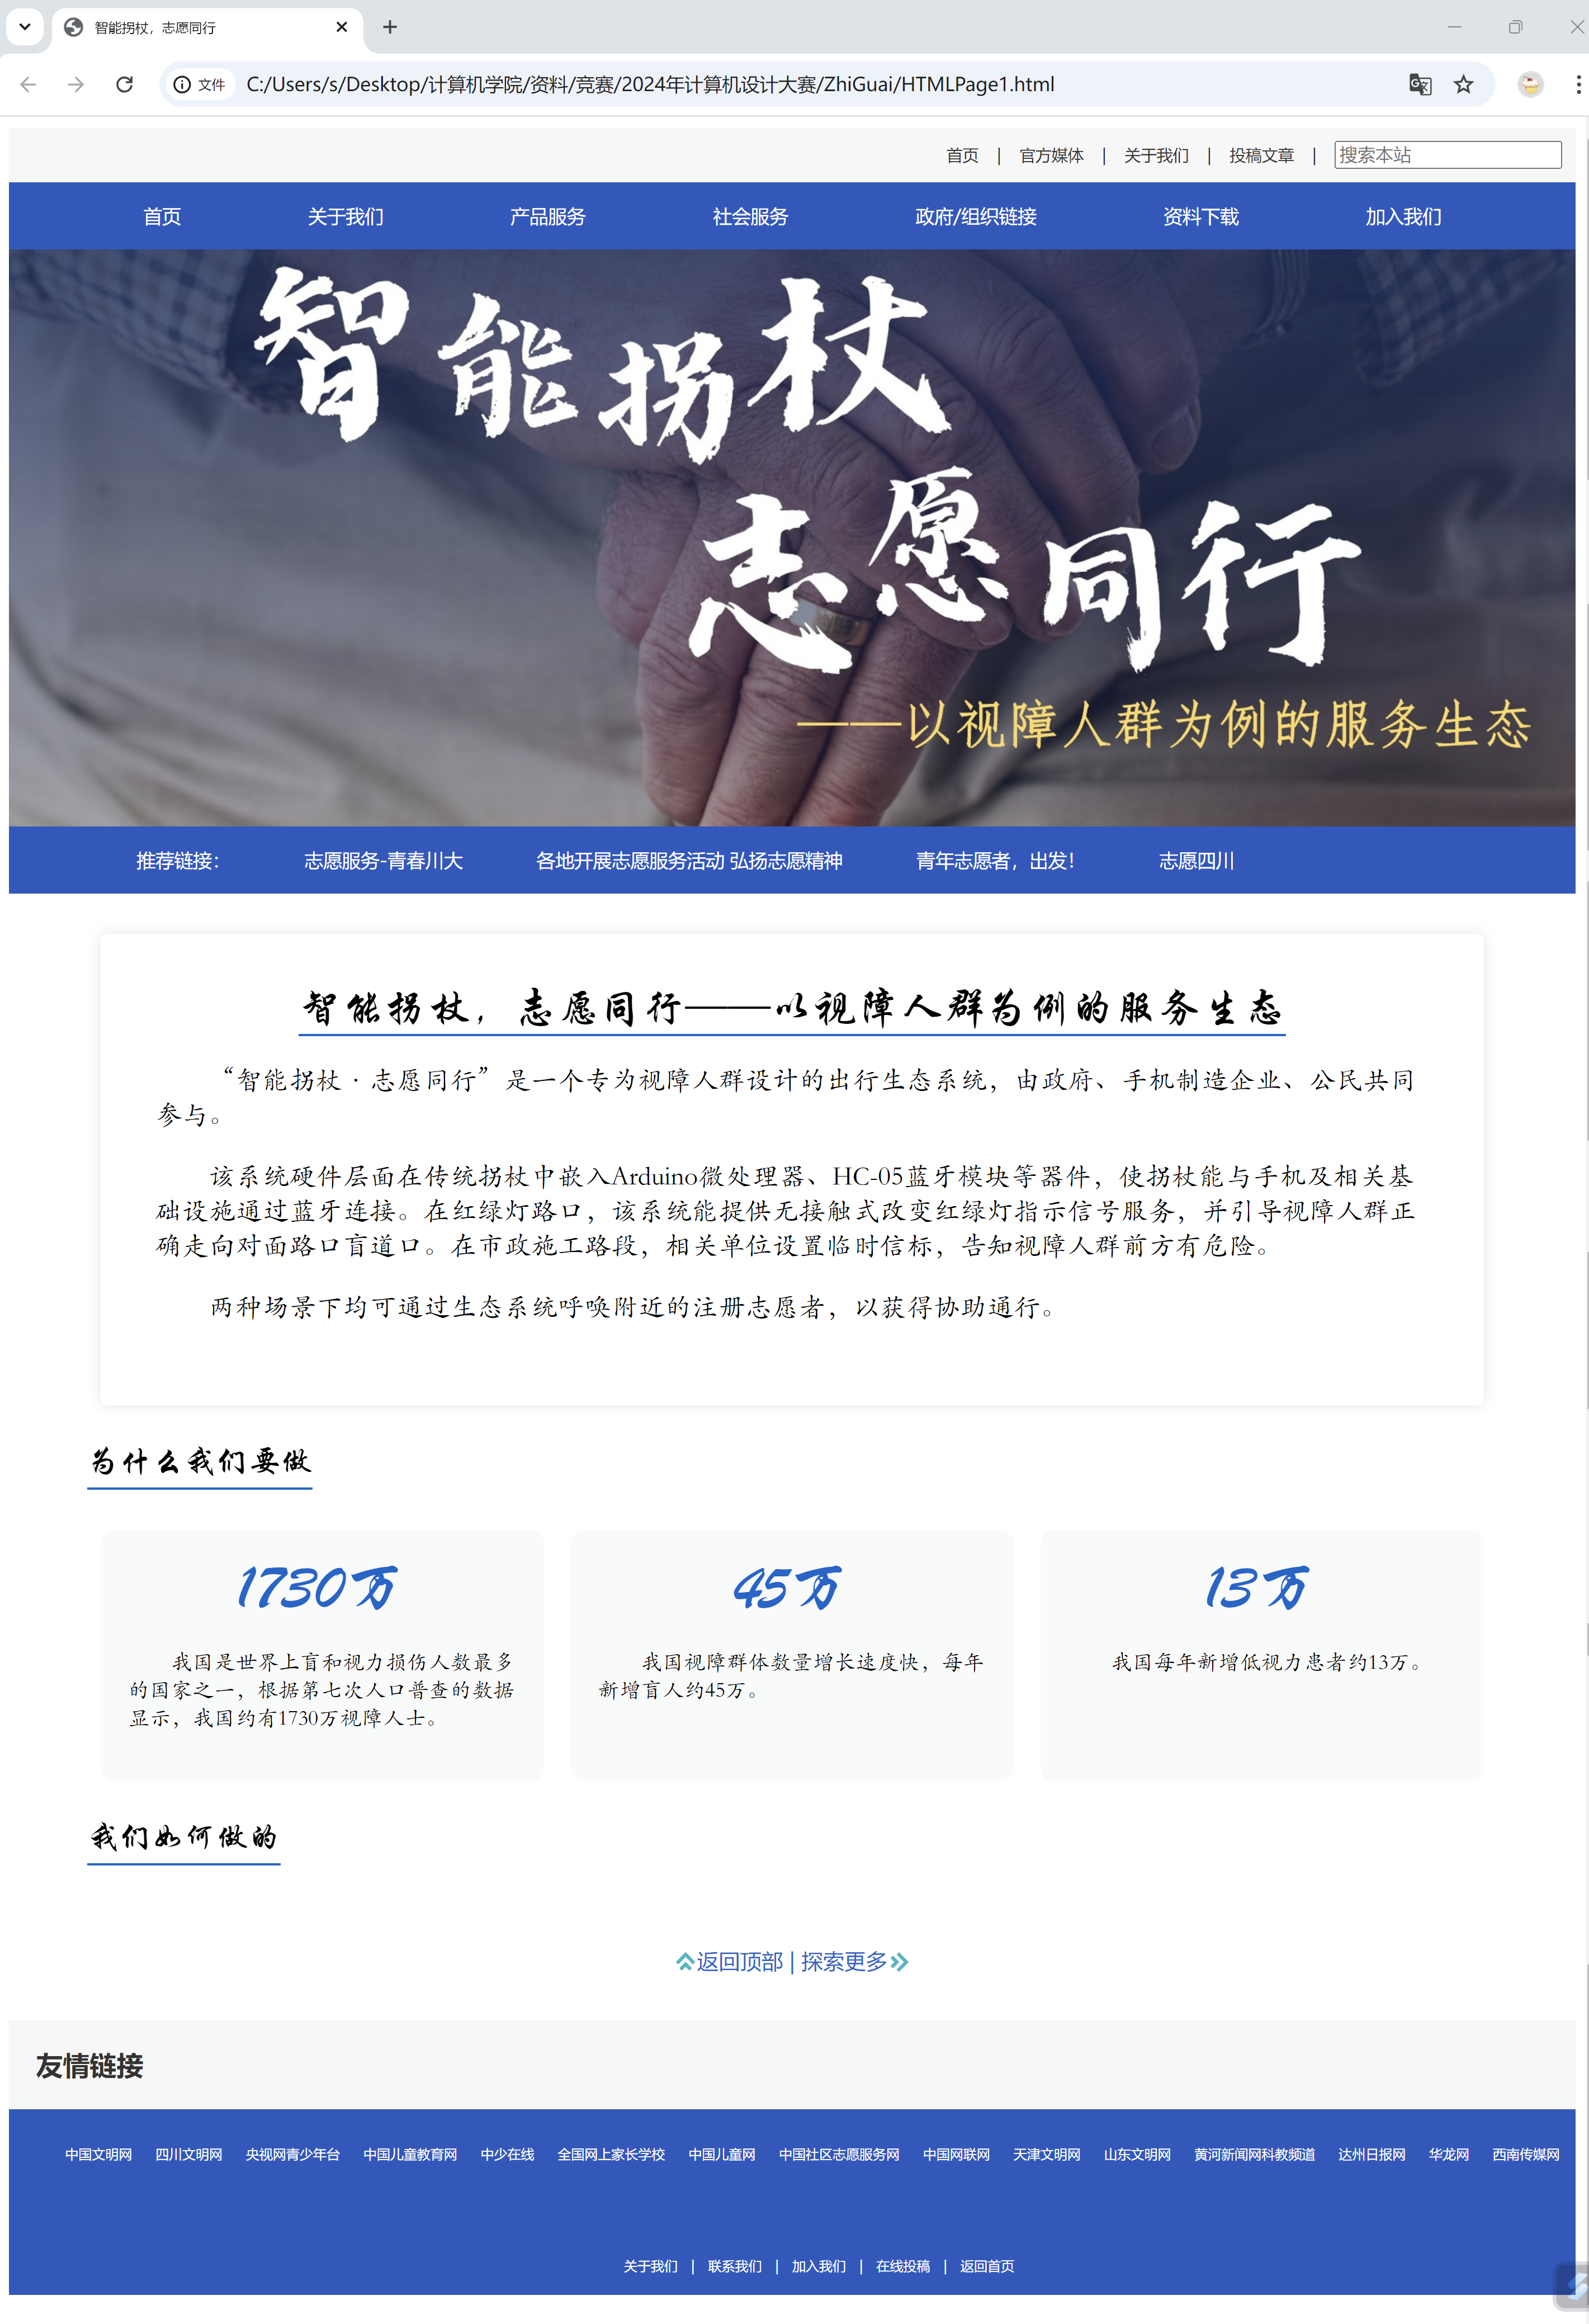 智能拐杖，志愿同行
文件 C:/Users/s/Desktop/计算机学院/资料/竞赛/2024年计算机设计大赛/ZhiGuai/HTMLPage1.html
首页 | 官方媒体 | 关于我们 | 投稿文章 | 搜索本站
首页 关于我们 产品服务 社会服务 政府/组织链接 资料下载 加入我们
智能拐杖
志愿同行
——以视障人群为例的服务生态
推荐链接： 志愿服务-青春川大 各地开展志愿服务活动 弘扬志愿精神 青年志愿者，出发！ 志愿四川
智能拐杖，志愿同行——以视障人群为例的服务生态
“智能拐杖·志愿同行”是一个专为视障人群设计的出行生态系统，由政府、手机制造企业、公民共同
参与。
该系统硬件层面在传统拐杖中嵌入Arduino微处理器、HC-05蓝牙模块等器件，使拐杖能与手机及相关基
础设施通过蓝牙连接。在红绿灯路口，该系统能提供无接触式改变红绿灯指示信号服务，并引导视障人群正
确走向对面路口盲道口。在市政施工路段，相关单位设置临时信标，告知视障人群前方有危险。
两种场景下均可通过生态系统呼唤附近的注册志愿者，以获得协助通行。
为什么我们要做
1730万
我国是世界上盲和视力损伤人数最多
的国家之一，根据第七次人口普查的数据
显示，我国约有1730万视障人士。
45万
我国视障群体数量增长速度快，每年
新增盲人约45万。
13万
我国每年新增低视力患者约13万。
我们如何做的
返回顶部 | 探索更多
友情链接
中国文明网 四川文明网 央视网青少年台 中国儿童教育网 中少在线 全国网上家长学校 中国儿童网 中国社区志愿服务网 中国网联网 天津文明网 山东文明网 黄河新闻网科教频道 达州日报网 华龙网 西南传媒网
关于我们 | 联系我们 | 加入我们 | 在线投稿 | 返回首页